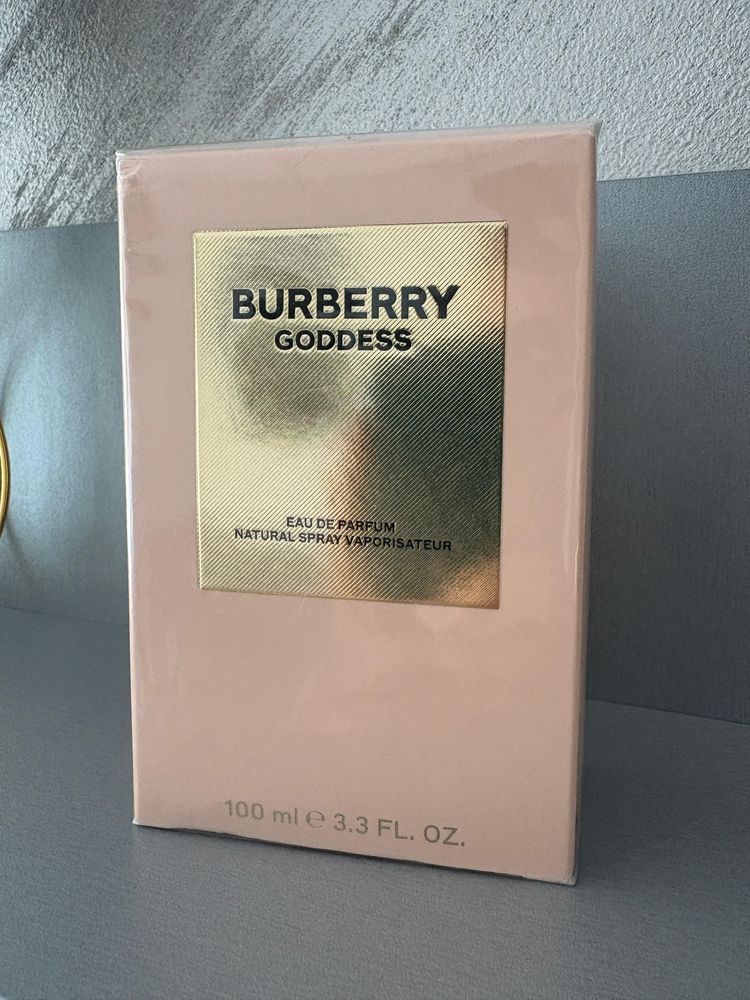 BURBERRY
GODDESS
EAU DE PARFUM
NATURAL SPRAY VAPORISATEUR
100 ml ℮ 3.3 FL. OZ.